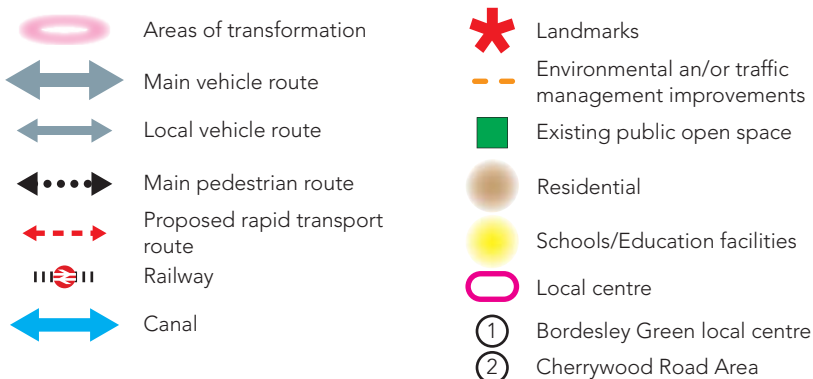 Areas of transformation
Main vehicle route
Local vehicle route
Main pedestrian route
Proposed rapid transport
route
Railway
Canal
Landmarks
Environmental an/or traffic
management improvements
Existing public open space
Residential
Schools/Education facilities
Local centre
1 Bordesley Green local centre
2 Cherrywood Road Area